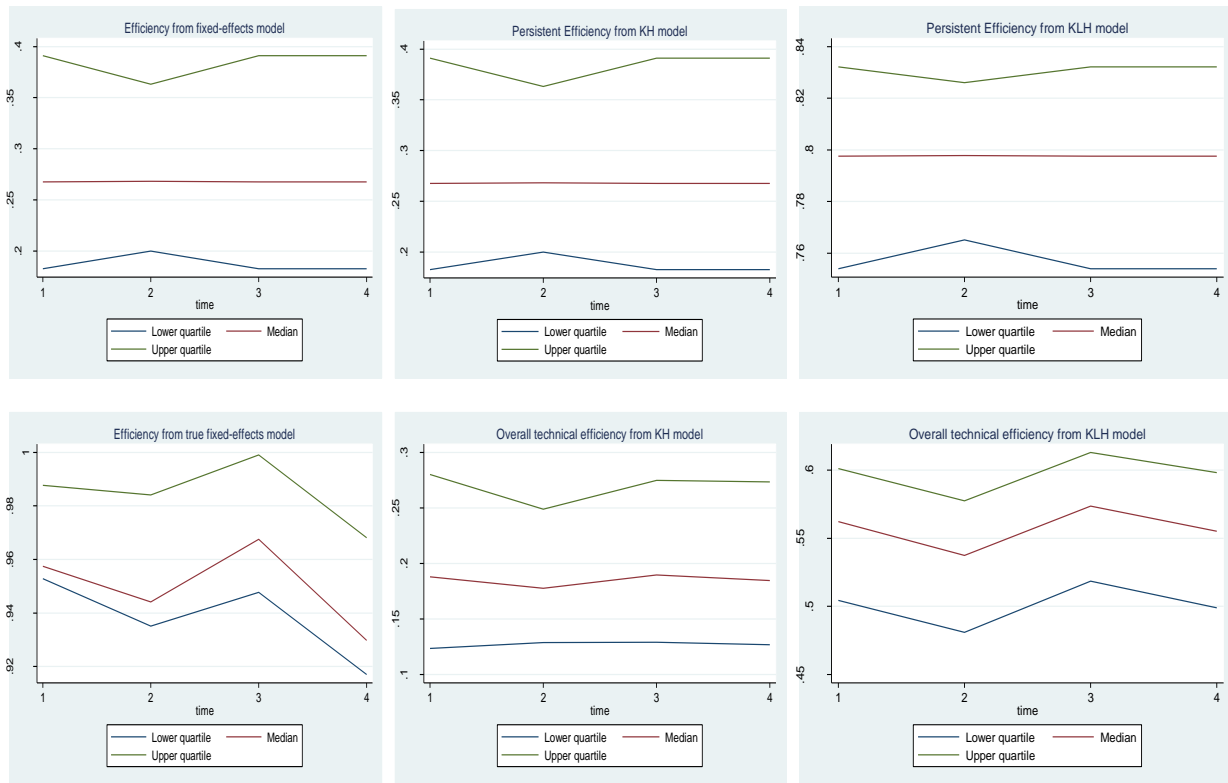 Efficiency from fixed-effects model
.4
.35
.3
.25
.2
1 2 3 4
time
Lower quartile Median
Upper quartile
Persistent Efficiency from KH model
.4
.35
.3
.25
.2
1 2 3 4
time
Lower quartile Median
Upper quartile
Persistent Efficiency from KLH model
.84
.82
.8
.78
.76
1 2 3 4
time
Lower quartile Median
Upper quartile
Efficiency from true fixed-effects model
1
.98
.96
.94
.92
1 2 3 4
time
Lower quartile Median
Upper quartile
Overall technical efficiency from KH model
.3
.25
.2
.15
.1
1 2 3 4
time
Lower quartile Median
Upper quartile
Overall technical efficiency from KLH model
.6
.55
.5
.45
1 2 3 4
time
Lower quartile Median
Upper quartile